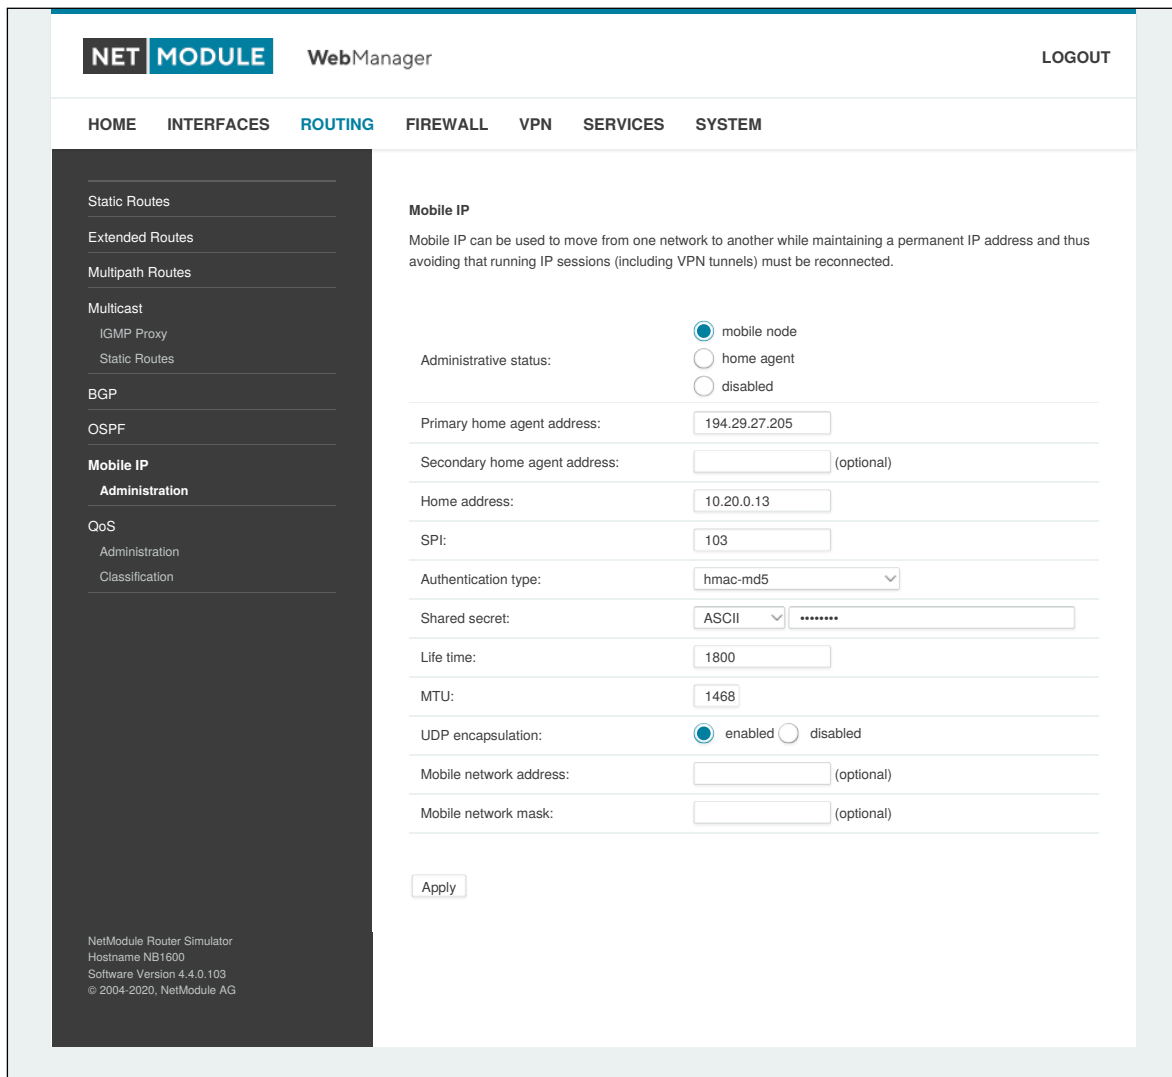 NET MODULE WebManager LOGOUT
HOME INTERFACES ROUTING FIREWALL VPN SERVICES SYSTEM
Static Routes
Extended Routes
Multipath Routes
Multicast
IGMP Proxy
Static Routes
BGP
OSPF
Mobile IP
Administration
QoS
Administration
Classification
NetModule Router Simulator
Hostname NB1600
Software Version 4.4.0.103
© 2004-2020, NetModule AG
Mobile IP
Mobile IP can be used to move from one network to another while maintaining a permanent IP address and thus
avoiding that running IP sessions (including VPN tunnels) must be reconnected.
Administrative status:
mobile node
home agent
disabled
Primary home agent address: 194.29.27.205
Secondary home agent address: (optional)
Home address: 10.20.0.13
SPI: 103
Authentication type: hmac-md5
Shared secret: ASCII ••••••••
Life time: 1800
MTU: 1468
UDP encapsulation: enabled disabled
Mobile network address: (optional)
Mobile network mask: (optional)
Apply